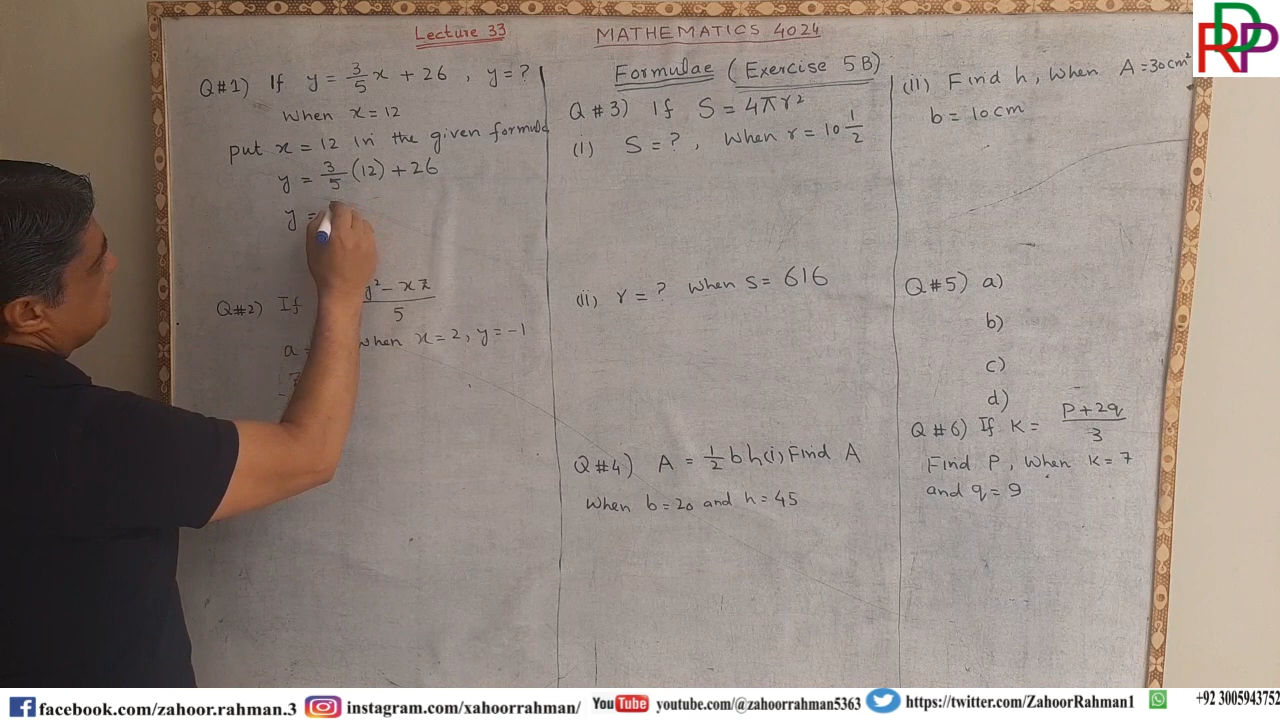 Lecture 33
MATHEMATICS 4024
RDP
Q#1) If y = 3/5 x + 26 , y = ?
When x = 12
put x = 12 in the given formula
y = 3/5 (12) + 26
y =
Q#2) If y² - xz / 5
a = When x = 2, y = -1
Formulae (Exercise 5B)
Q#3) If S = 4πr²
(i) S = ? , When r = 10 1/2
(ii) r = ? When s = 616
Q#4) A = 1/2 b h (i) Find A
When b = 20 and h = 45
(ii) Find h, When A = 30cm²
b = 10cm
Q#5) a)
b)
c)
d)
Q#6) If K = P + 2q / 3
Find P, When K = 7
and q = 9
facebook.com/zahoor.rahman.3
instagram.com/xahoorrahman/
YouTube youtube.com/@zahoorrahman5363
https://twitter.com/ZahoorRahman1
+92 3005943752